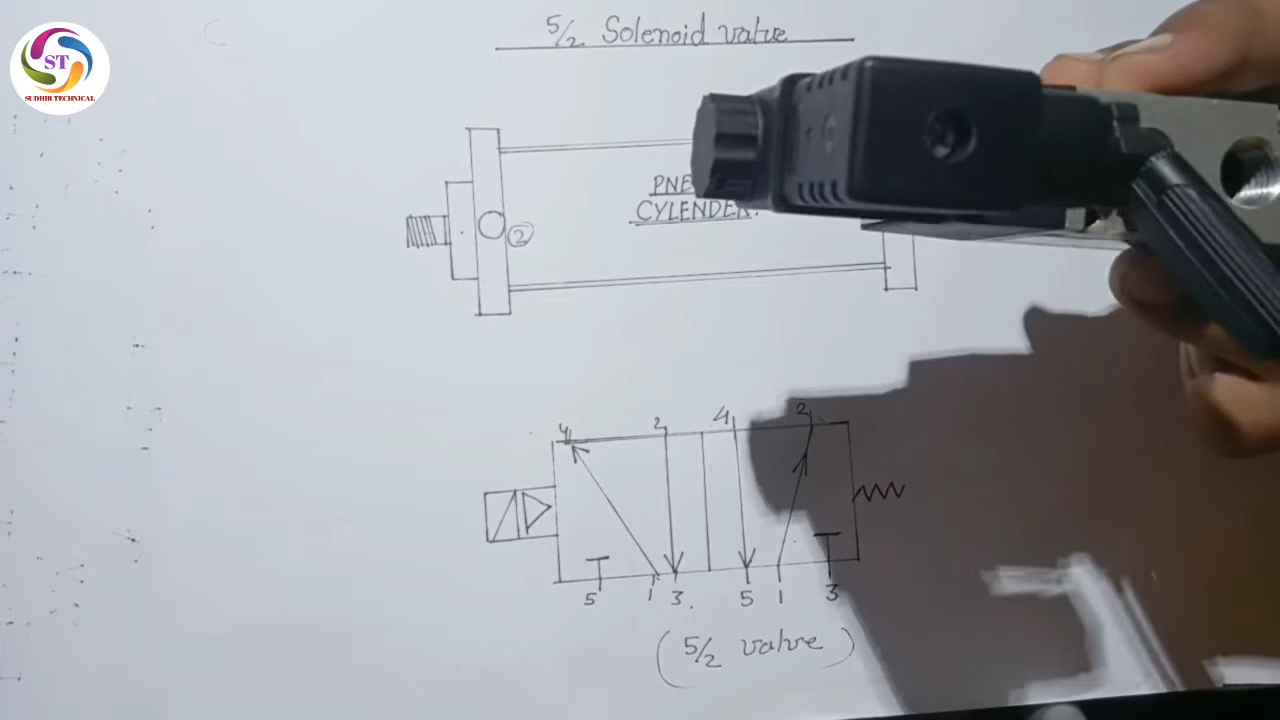 ST
SUDHIR TECHNICAL
5/2 Solenoid valve
CYLENDER.
2
4 2 4 2
5 1 3. 5 1 3
(5/2 valve)